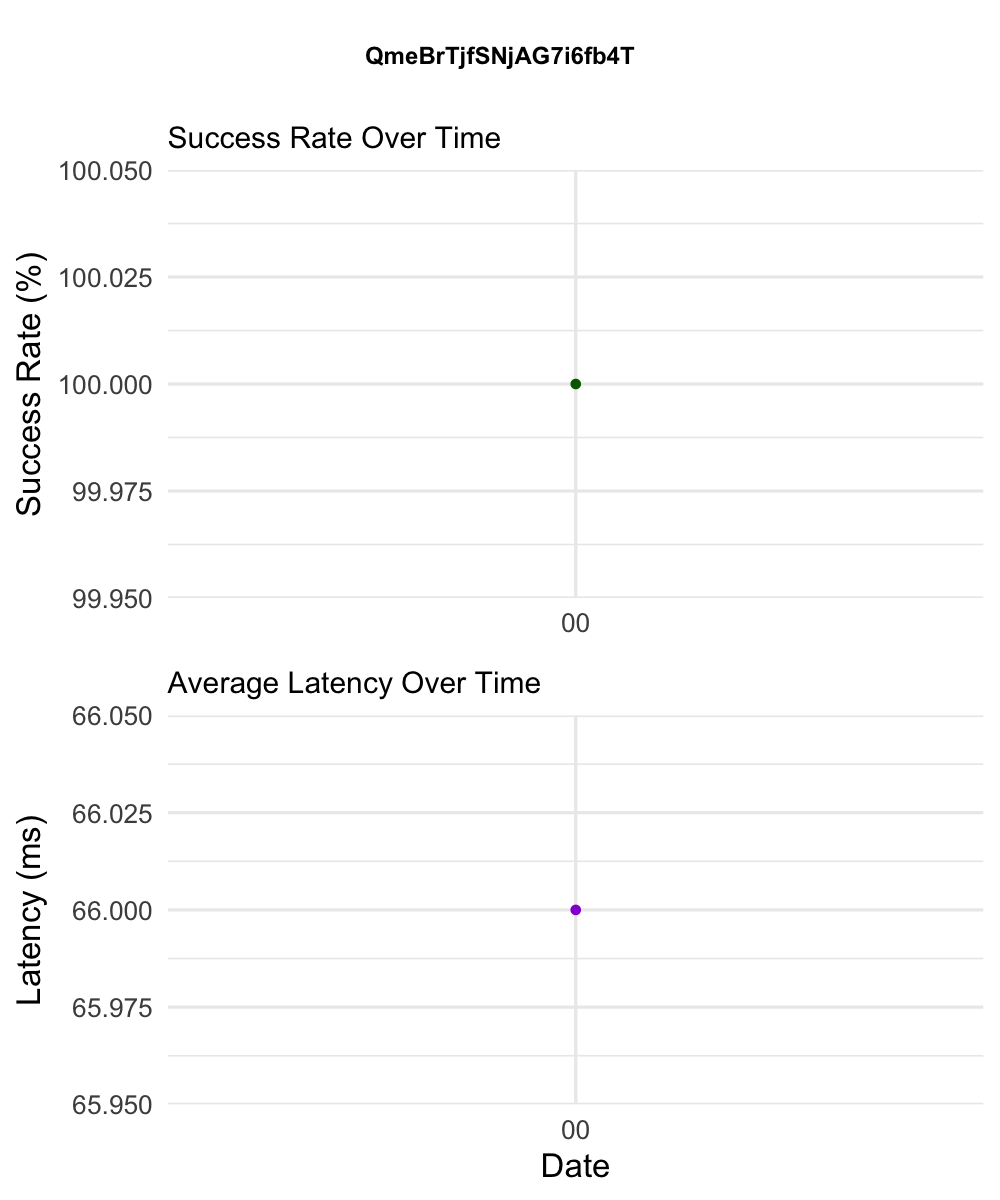 QmeBrTjfSNjAG7i6fb4T
Success Rate Over Time
Success Rate (%)
100.050
100.025
100.000
99.975
99.950
00
Average Latency Over Time
Latency (ms)
66.050
66.025
66.000
65.975
65.950
00
Date